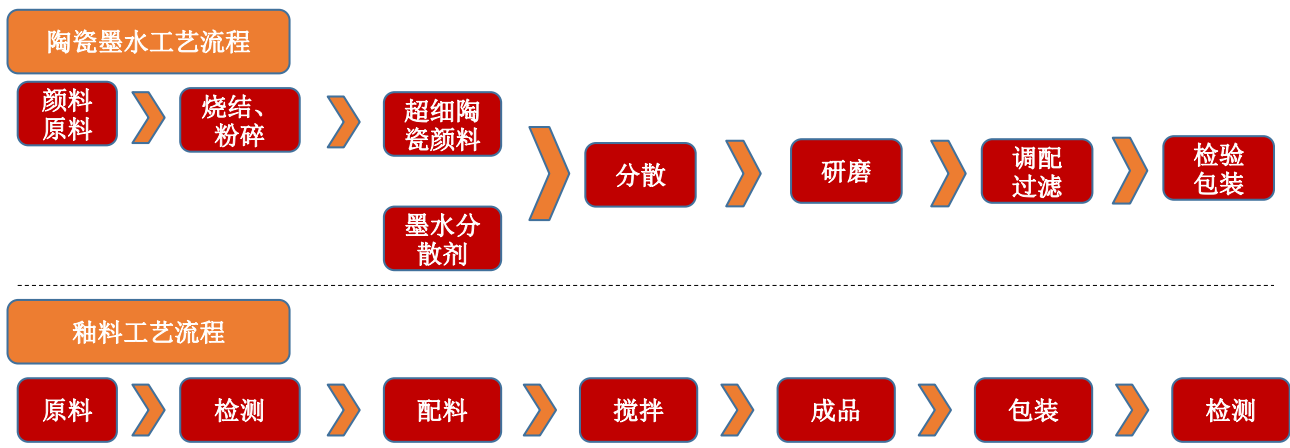 陶瓷墨水工艺流程
颜料
原料
烧结、
粉碎
超细陶
瓷颜料
墨水分
散剂
分散
研磨
调配
过滤
检验
包装
釉料工艺流程
原料
检测
配料
搅拌
成品
包装
检测